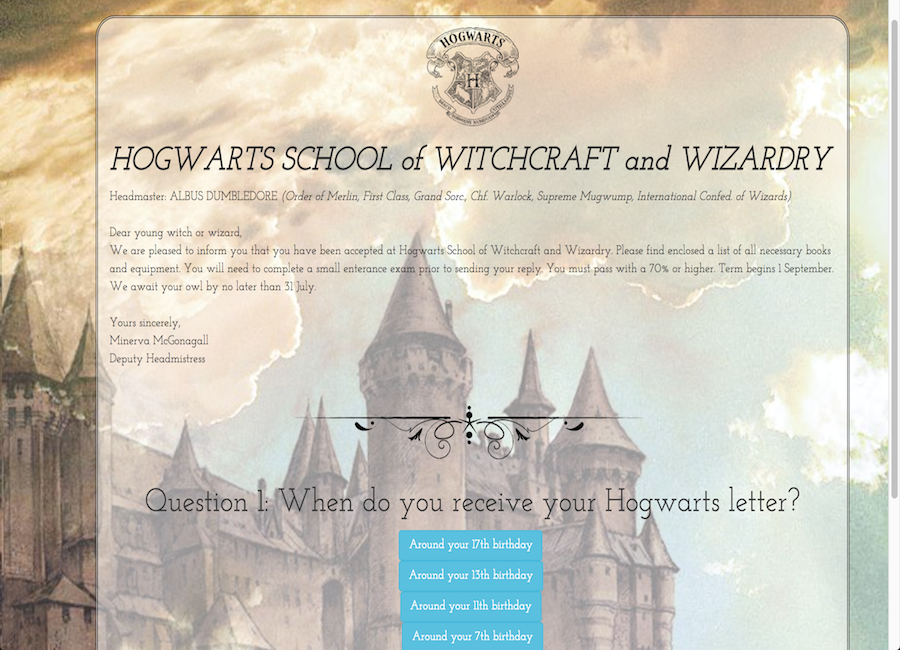 HOGWARTS
H
HOGWARTS SCHOOL of WITCHCRAFT and WIZARDRY
Headmaster: ALBUS DUMBLEDORE (Order of Merlin, First Class, Grand Sorc., Chf. Warlock, Supreme Mugwump, International Confed. of Wizards)
Dear young witch or wizard,
We are pleased to inform you that you have been accepted at Hogwarts School of Witchcraft and Wizardry. Please find enclosed a list of all necessary books
and equipment. You will need to complete a small enterance exam prior to sending your reply. You must pass with a 70% or higher. Term begins 1 September.
We await your owl by no later than 31 July.
Yours sincerely,
Minerva McGonagall
Deputy Headmistress
Question 1: When do you receive your Hogwarts letter?
Around your 17th birthday
Around your 13th birthday
Around your 11th birthday
Around your 7th birthday